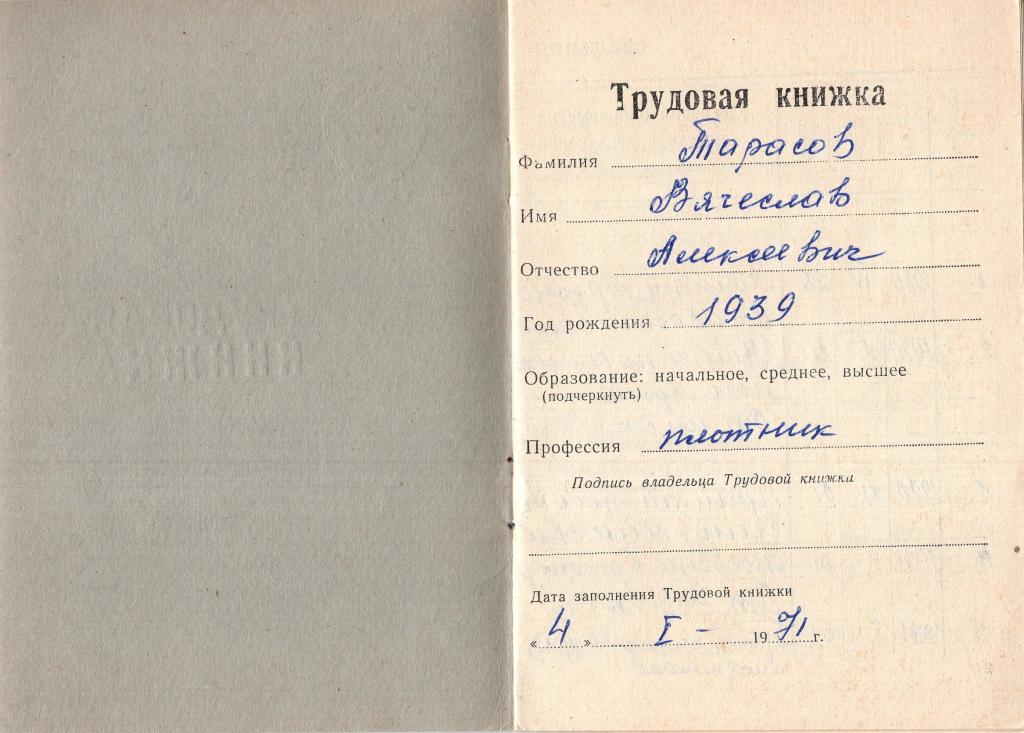 КНИЖКА
Трудовая книжка
Фамилия Тарасов
Имя Вячеслав
Отчество Алексеевич
Год рождения 1939
Образование: начальное, среднее, высшее
(подчеркнуть)
Профессия плотник
Подпись владельца Трудовой книжки
Дата заполнения Трудовой книжки
« 4 » I – 1971 г.